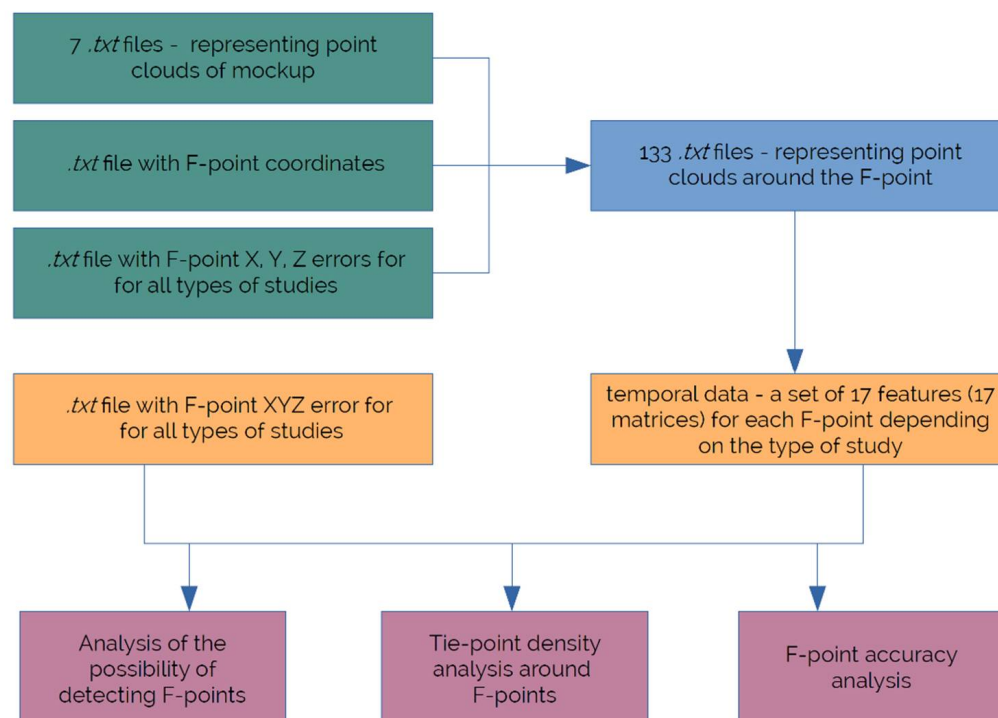 7 .txt files - representing point
clouds of mockup
.txt file with F-point coordinates
.txt file with F-point X, Y, Z errors for
for all types of studies
133 .txt files - representing point
clouds around the F-point
.txt file with F-point XYZ error for
for all types of studies
temporal data - a set of 17 features (17
matrices) for each F-point depending
on the type of study
Analysis of the
possibility of
detecting F-points
Tie-point density
analysis around
F-points
F-point accuracy
analysis